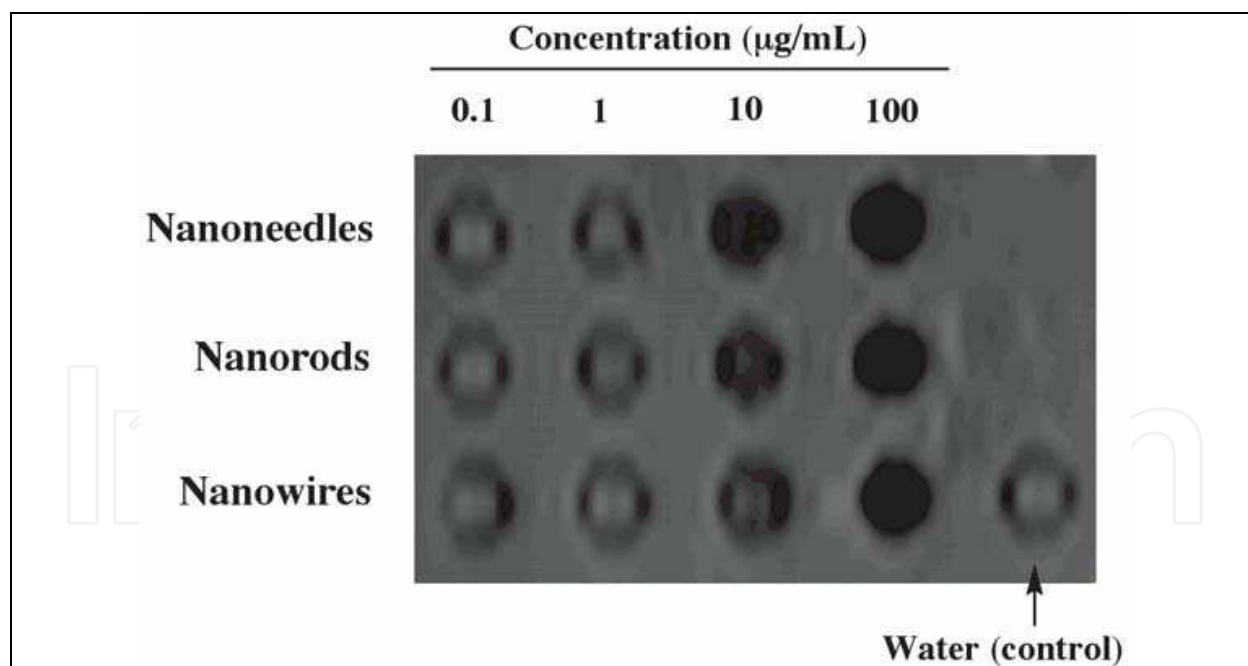 Concentration (μg/mL)
0.1 1 10 100
Nanoneedles
Nanorods
Nanowires
Water (control)